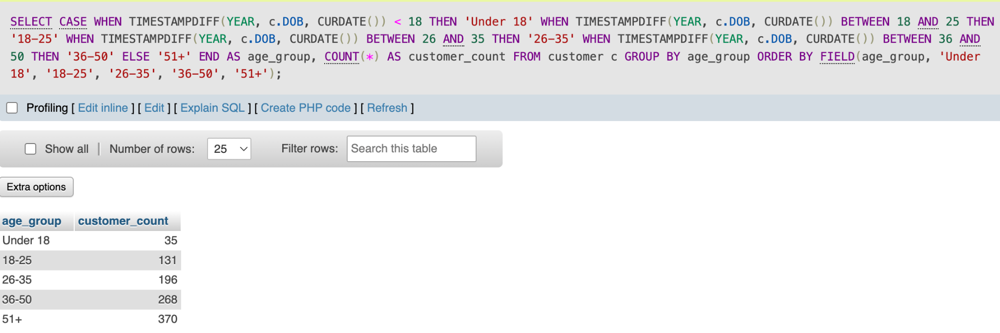 SELECT CASE WHEN TIMESTAMPDIFF(YEAR, c.DOB, CURDATE()) < 18 THEN 'Under 18' WHEN TIMESTAMPDIFF(YEAR, c.DOB, CURDATE()) BETWEEN 18 AND 25 THEN
'18-25' WHEN TIMESTAMPDIFF(YEAR, c.DOB, CURDATE()) BETWEEN 26 AND 35 THEN '26-35' WHEN TIMESTAMPDIFF(YEAR, c.DOB, CURDATE()) BETWEEN 36 AND
50 THEN '36-50' ELSE '51+' END AS age_group, COUNT(*) AS customer_count FROM customer c GROUP BY age_group ORDER BY FIELD(age_group, 'Under
18', '18-25', '26-35', '36-50', '51+');
Profiling [ Edit inline ] [ Edit ] [ Explain SQL ] [ Create PHP code ] [ Refresh ]
Show all | Number of rows: 25 Filter rows: Search this table
Extra options
age_group customer_count
Under 18 35
18-25 131
26-35 196
36-50 268
51+ 370